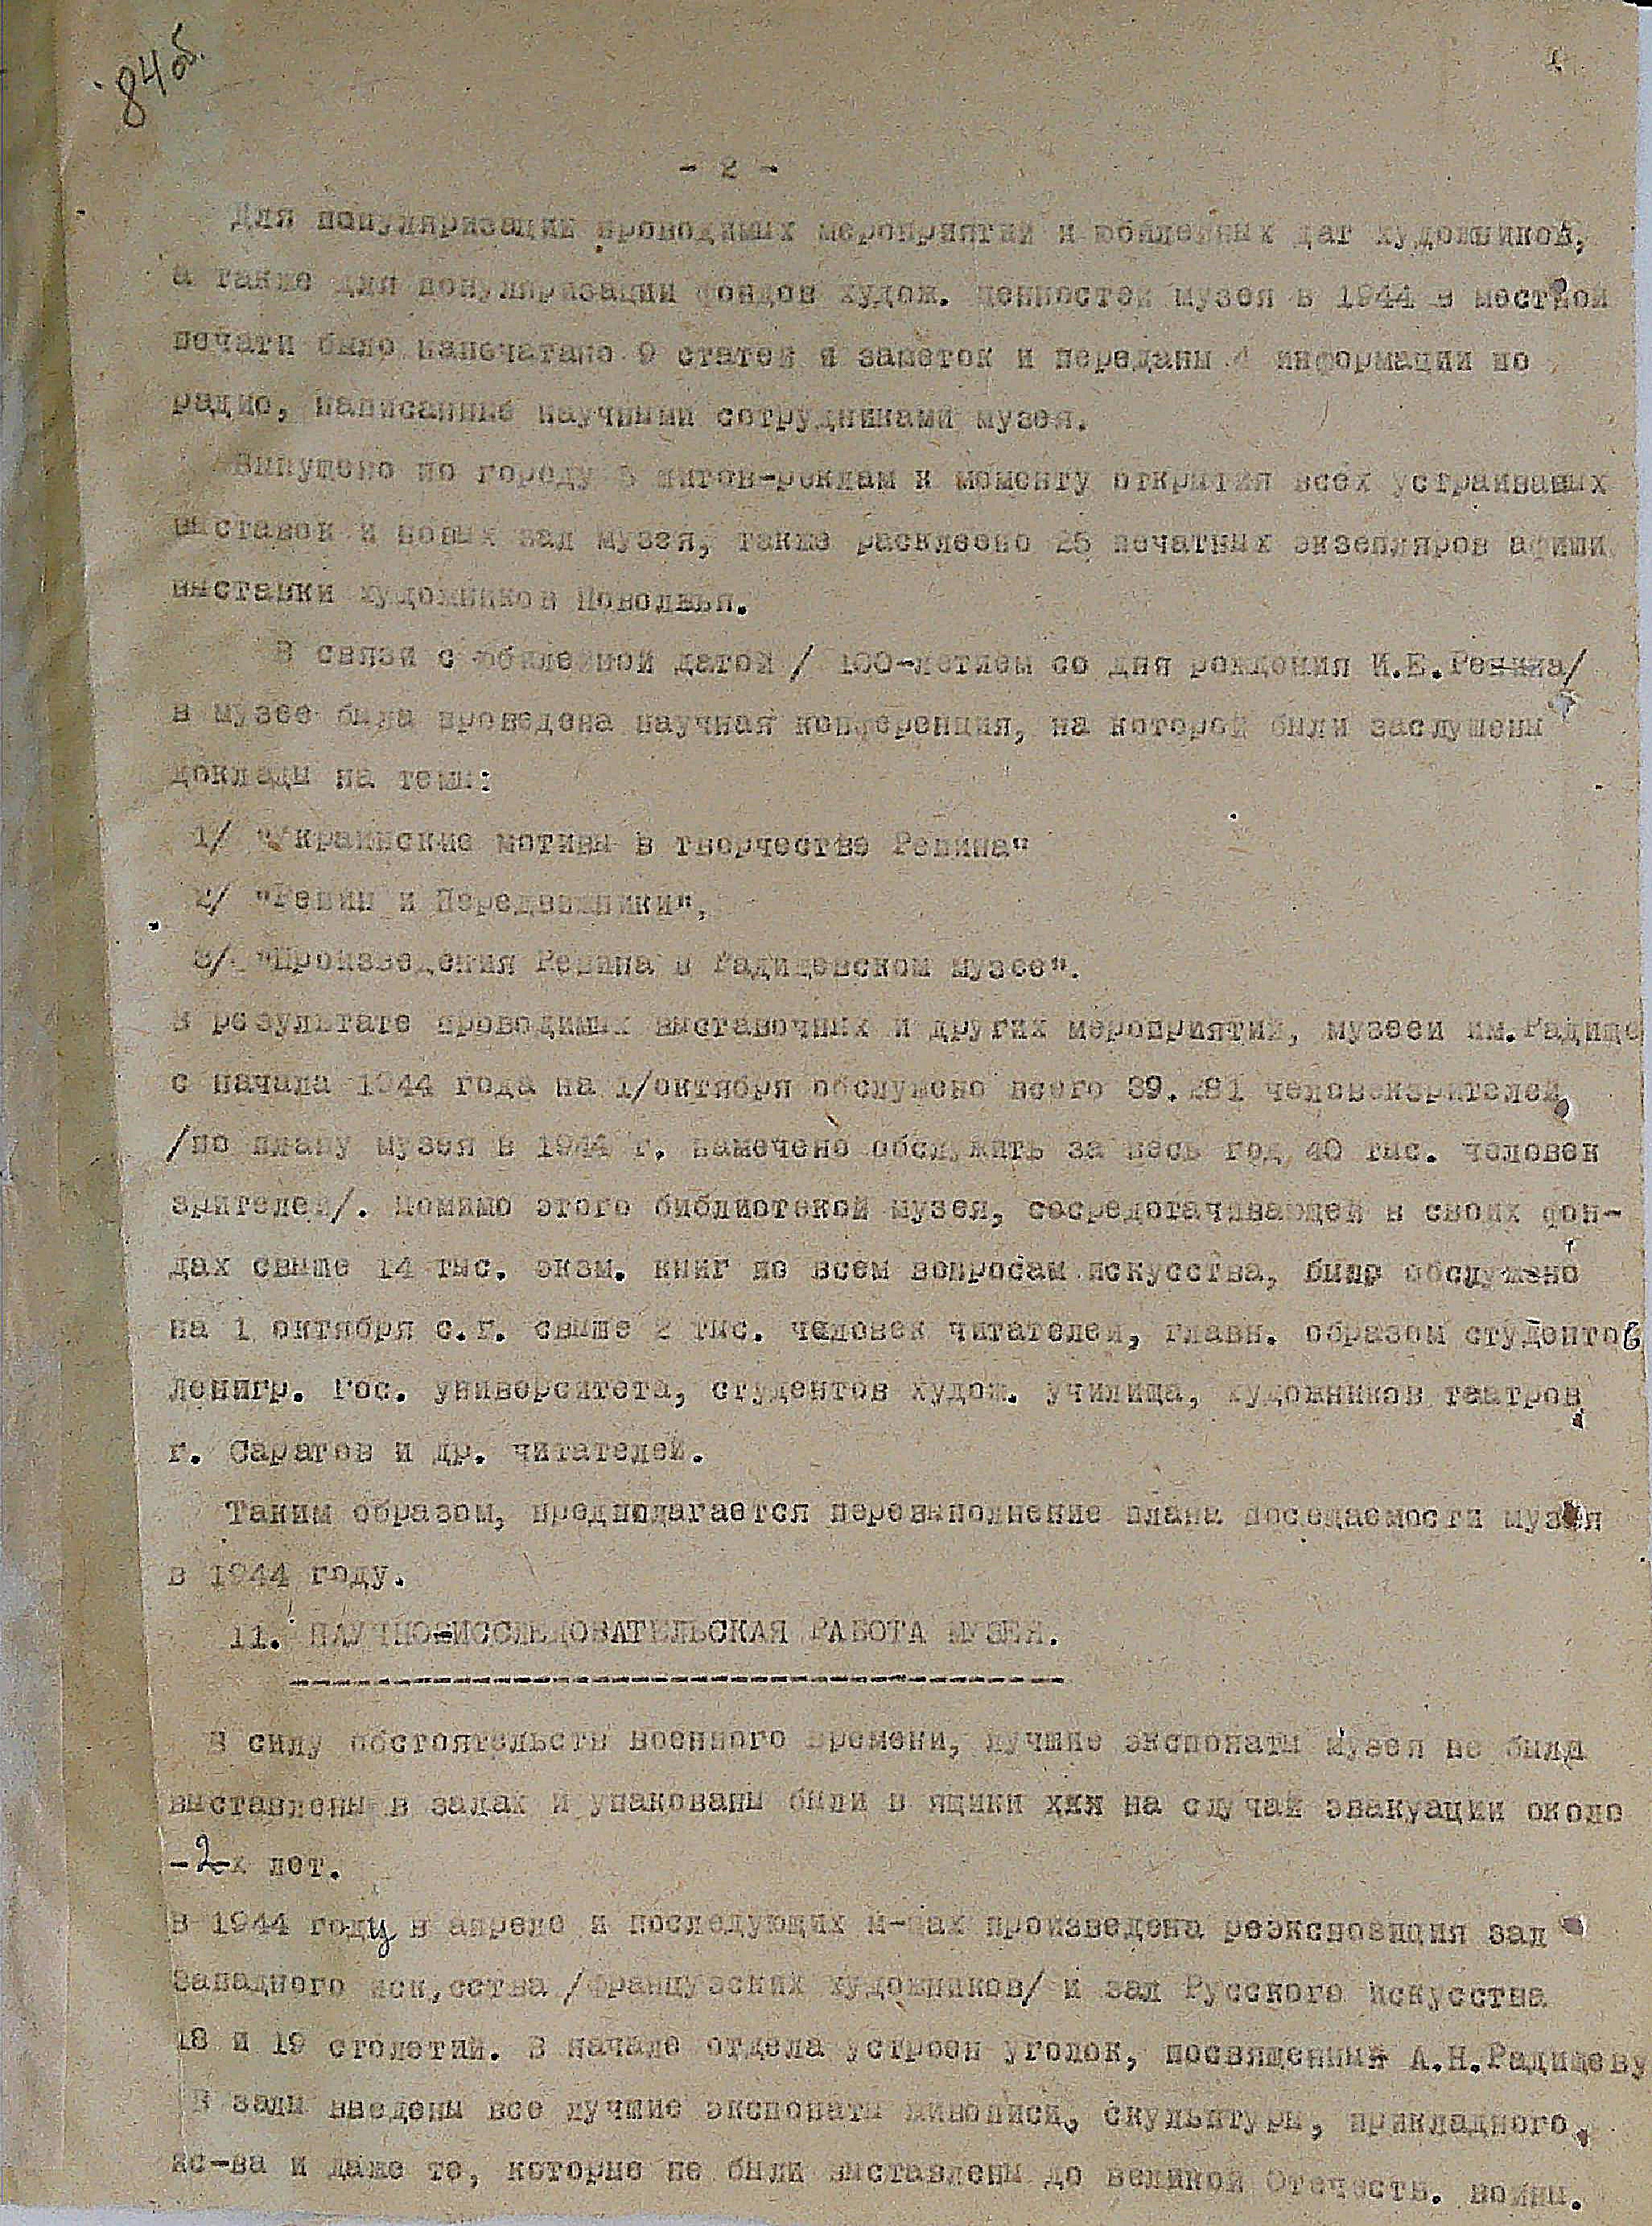 84об.
- 2 -
Для популяризации проводимых мероприятий и юбилейных дат художников,
а также для популяризации фондов худож. ценностей музея в 1944 в местной
печати было напечатано 9 статей и заметок и переданы 4 информации по
радио, написанные научными сотрудниками музея.
Выпущено по городу 5 щитов-реклам к моменту открытия всех устраиваемых
выставок и новых зал музея, также расклеено 25 печатных экземпляров афиши
выставки художников Поволжья.
В связи с юбилейной датой / 100-летием со дня рождения И.Е.Репина/
в музее была проведена научная конференция, на которой были заслушены
доклады на темы:
1/ "Украинские мотивы в творчестве Репина"
2/ "Репин и Передвижники",
3/ "Произведения Репина в Радищевском музее".
В результате проводимых выставочных и других мероприятий, музеем им.Радище
с начала 1944 года на 1/октября обслужено всего 39.281 человекзрителей
/по плану музея в 1944 г. намечено обслужить за весь год 40 тыс. человек
зрителей/. Помимо этого библиотекой музея, сосредотачивающей в своих фон-
дах свыше 14 тыс. экзм. книг по всем вопросам искусства, было обслужено
на 1 октября с.г. свыше 2 тыс. человек читателей, главн. образом студентов
Ленигр. Гос. университета, студентов худож. училища, художников театров
г. Саратов и др. читателей.
Таким образом, предполагается перевыполнение плана посещаемости музея
в 1944 году.
11. НАУЧНО-ИССЛЕДОВАТЕЛЬСКАЯ РАБОТА МУЗЕЯ.
В силу обстоятельств военного времени, лучшие экспонаты музея не были
выставлены в залах и упакованы были в ящики хкя на случай эвакуации около
-2-х лет.
В 1944 году в апреле и последующих м-цах произведена реэкспозиция зал
Западного искусства /Французских художников/ и зал Русского искусства
18 и 19 столетий. В начале отдела устроен уголок, посвященный А.Н.Радищеву
В залы введены все лучшие экспонаты живописи, скульптуры, прикладного
ис-ва и даже те, которые не были выставлены до великой Отечеств. войны.